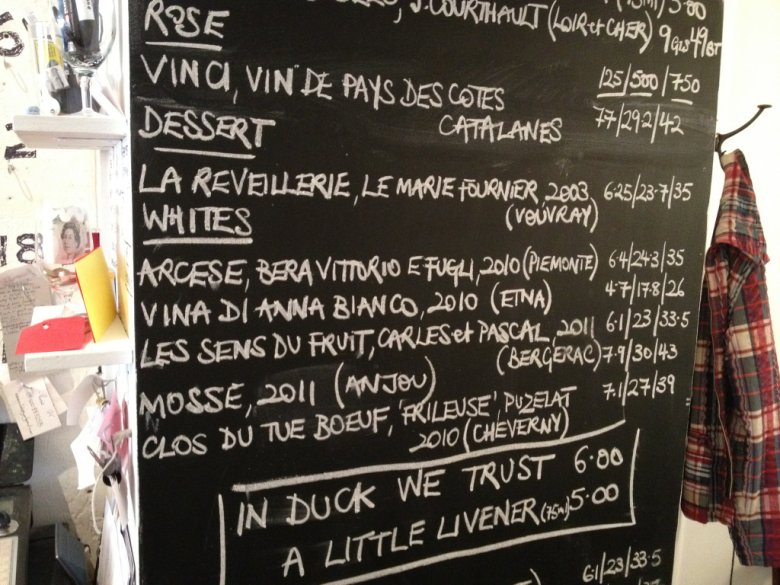 J. COURTHAULT (LOIR et CHER) 9 GLS 49 BT
ROSE
VINCI, VIN DE PAYS DES COTES 125/500/750
CATALANES 7.7/29.2/42
DESSERT
LA REVEILLERIE, LE MARIE FOURNIER, 2003 6.25/23.7/35
(VOUVRAY)
WHITES
ARCESE, BERA VITTORIO E FUGLI, 2010 (PIEMONTE) 6.4/24.3/35
VINA DI ANNA BIANCO, 2010 (ETNA) 4.7/17.8/26
LES SENS DU FRUIT, CARLES et PASCAL, 2011 6.1/23/33.5
(BERGERAC) 7.9/30/43
MOSSE, 2011 (ANJOU)
CLOS DU TUE BOEUF, 'FRILEUSE', PUZELAT 7.1/27/39
2010 (CHEVERNY)
IN DUCK WE TRUST 6.00
A LITTLE LIVENER (75ml) 5.00
6.1/23/33.5